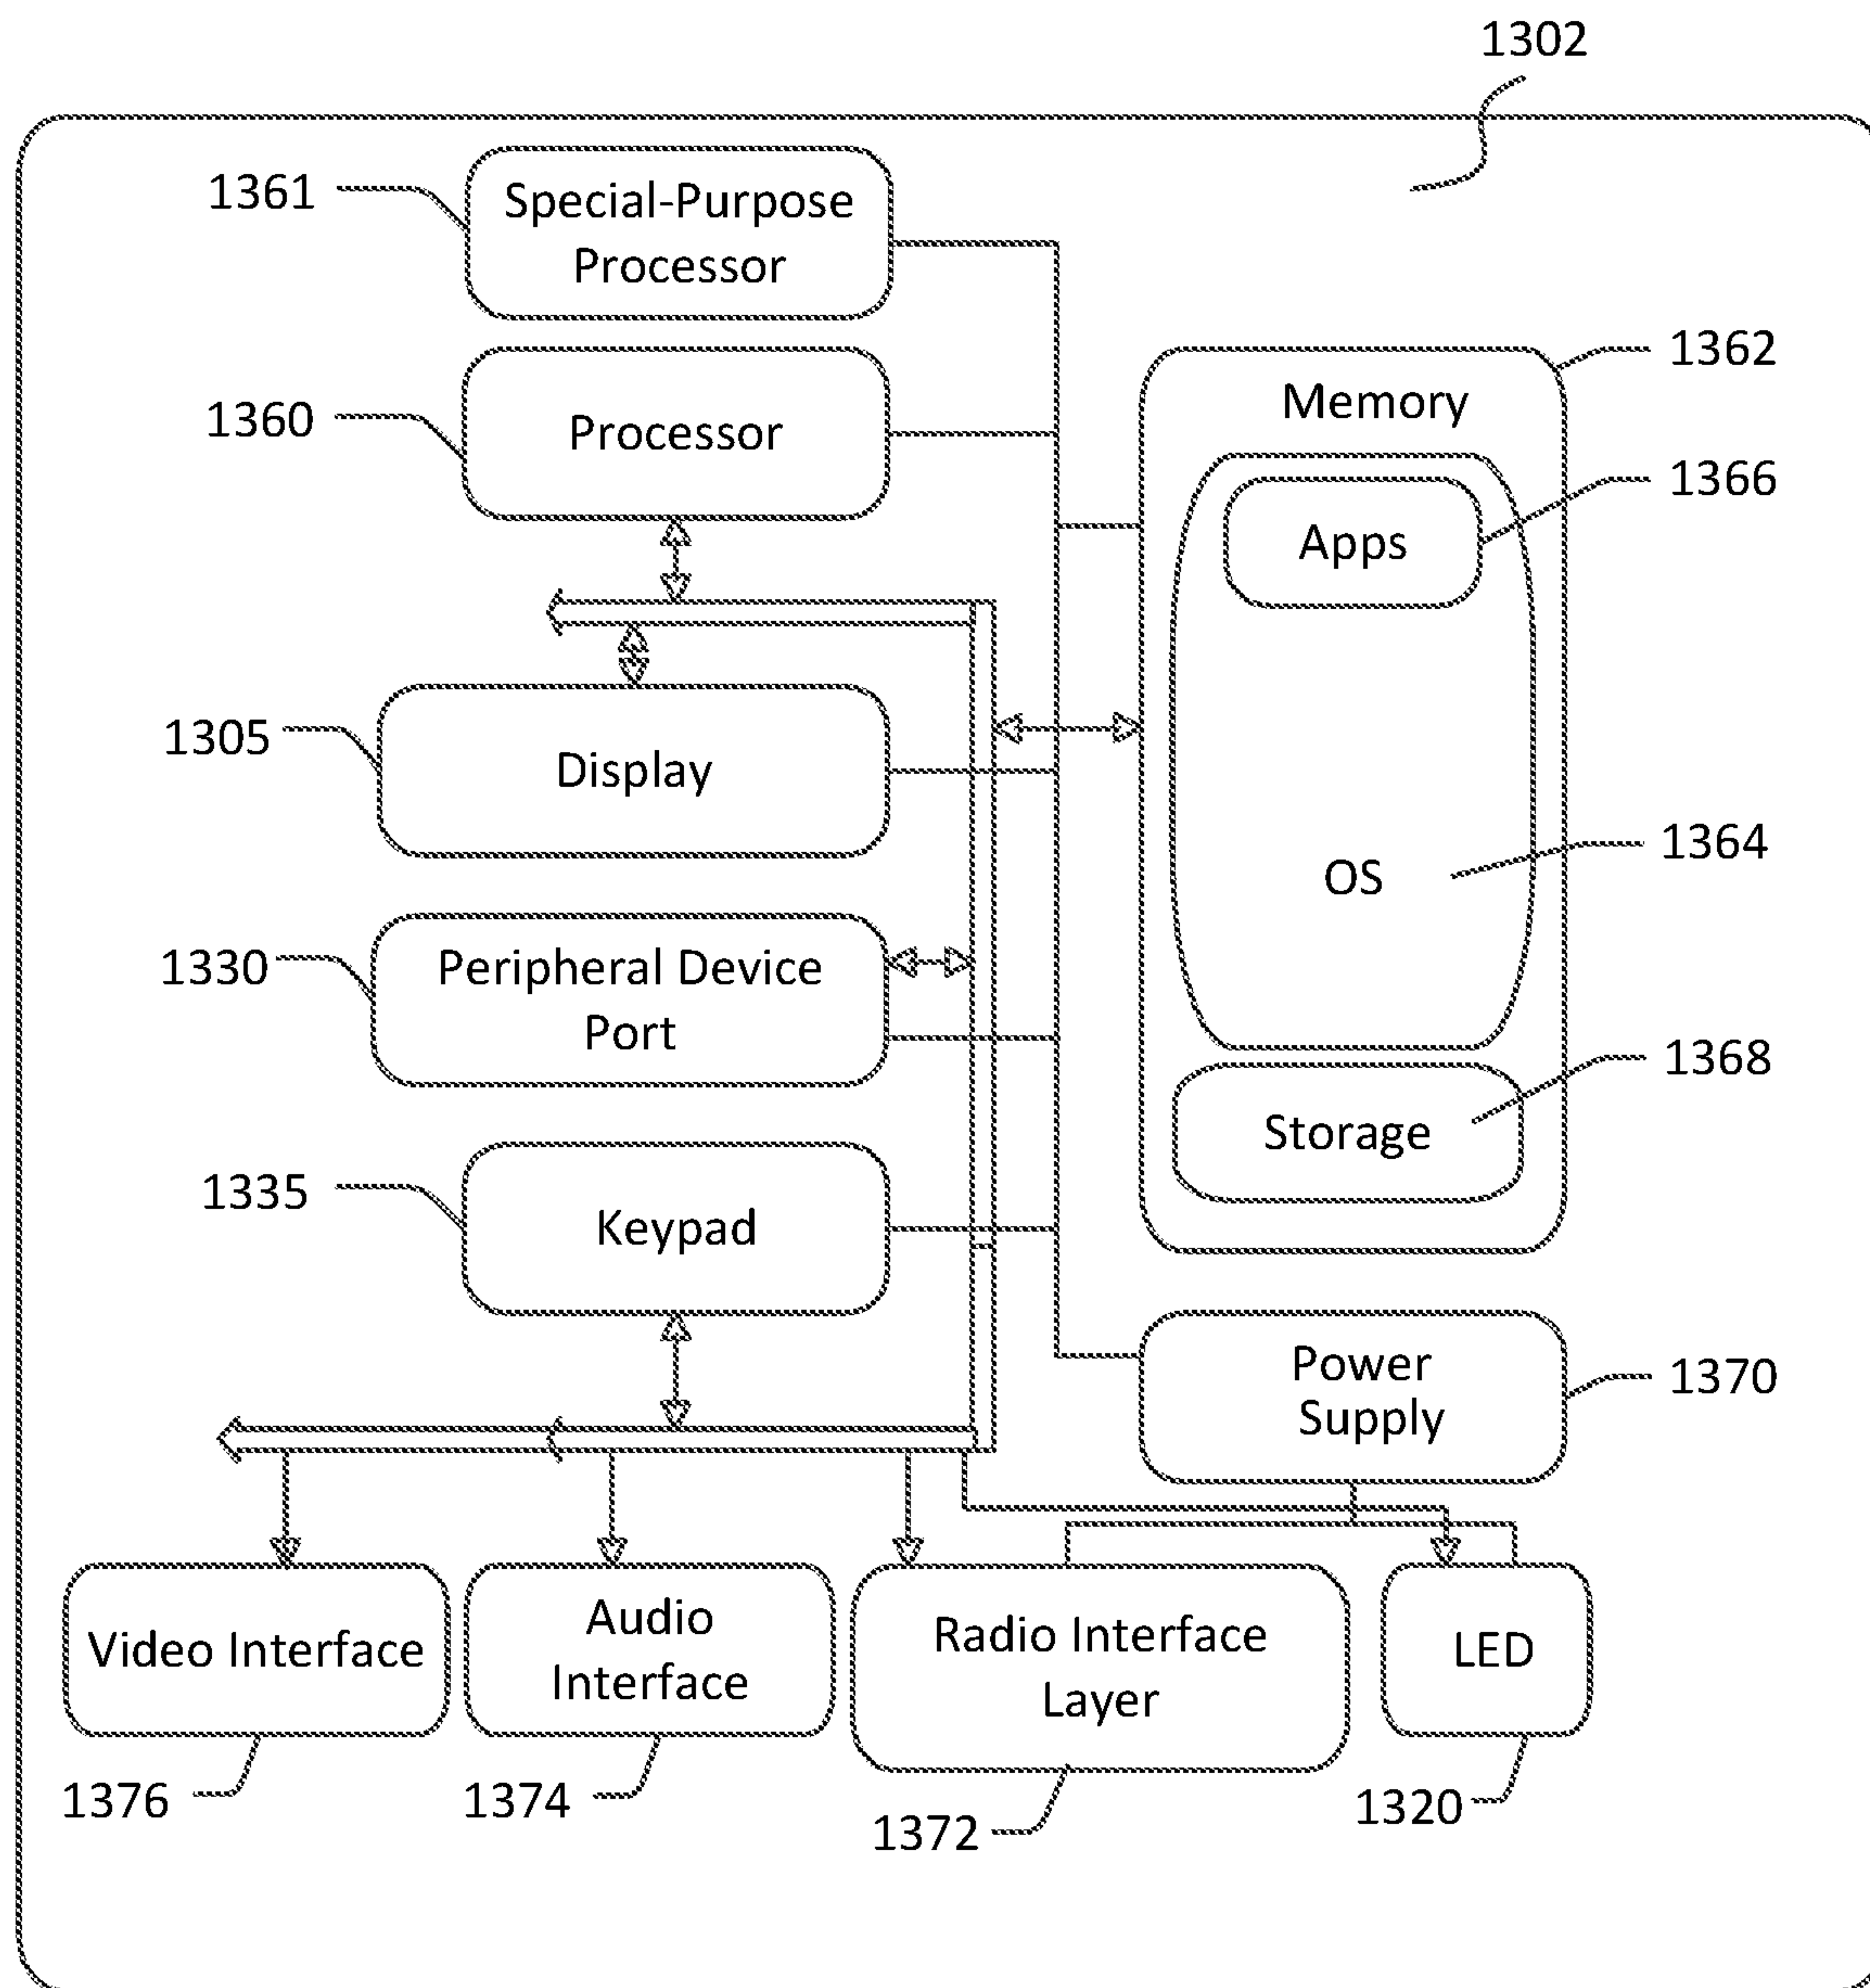 1302
1361
Special-Purpose
Processor
1362
Memory
1360
Processor
1366
Apps
1305
Display
1364
OS
1330
Peripheral Device
Port
1368
Storage
1335
Keypad
Power
Supply
1370
Video Interface
Audio
Interface
Radio Interface
Layer
LED
1376
1374
1372
1320